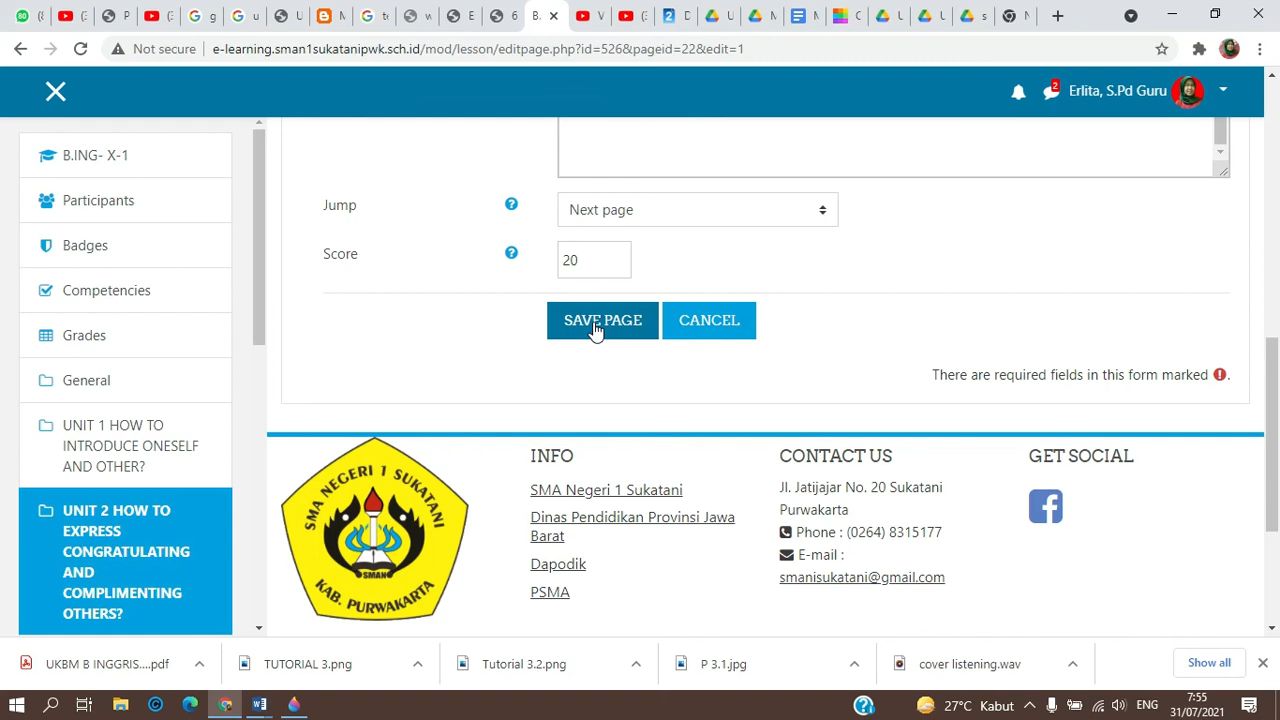 B.
D
Not secure
e-learning.sman1sukatanipwk.sch.id/mod/lesson/editpage.php?id=526&pageid=22&edit=1
2
Erlita, S.Pd Guru
B.ING- X-1
Participants
Badges
Competencies
Grades
General
UNIT 1 HOW TO
INTRODUCE ONESELF
AND OTHER?
UNIT 2 HOW TO
EXPRESS
CONGRATULATING
AND
COMPLIMENTING
OTHERS?
Jump
Next page
Score
20
SAVE PAGE
CANCEL
There are required fields in this form marked
SMA NEGERI 1 SUKATANI
SMAN
KAB. PURWAKARTA
INFO
SMA Negeri 1 Sukatani
Dinas Pendidikan Provinsi Jawa
Barat
Dapodik
PSMA
CONTACT US
Jl. Jatijajar No. 20 Sukatani
Purwakarta
Phone : (0264) 8315177
E-mail :
smanisukatani@gmail.com
GET SOCIAL
UKBM B INGGRIS....pdf
TUTORIAL 3.png
Tutorial 3.2.png
P 3.1.jpg
cover listening.wav
Show all
27°C Kabut
ENG
7:55
31/07/2021